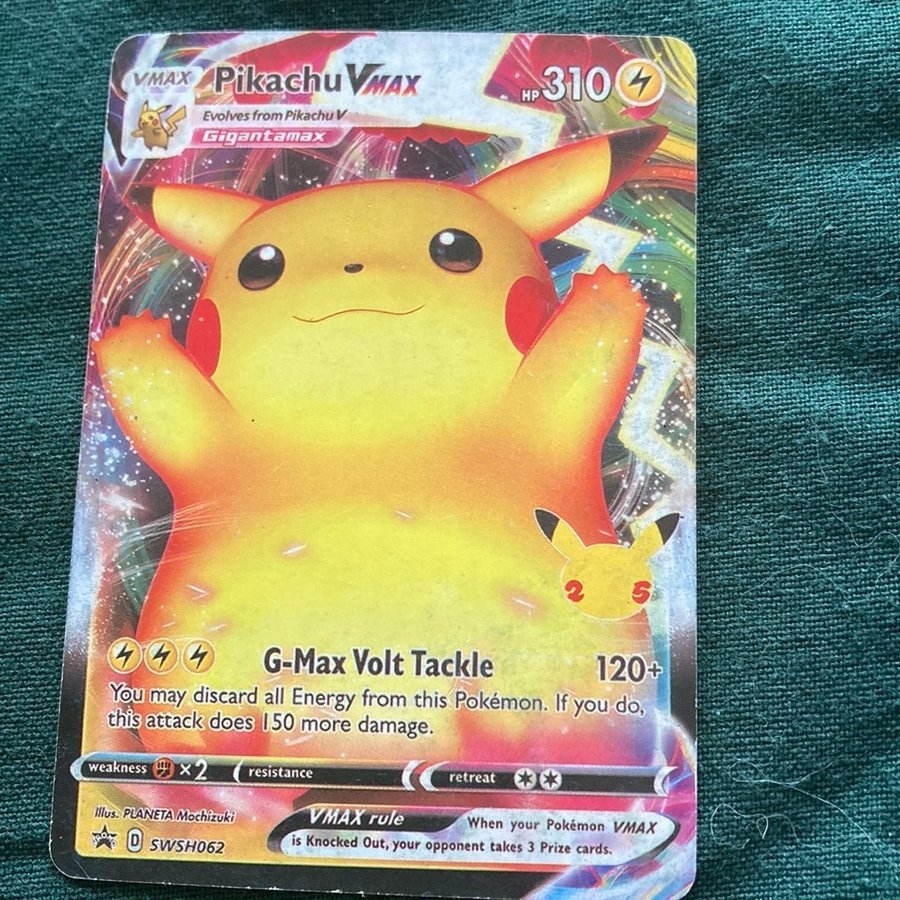 VMAX Pikachu VMAX HP 310
Evolves from Pikachu V
Gigantamax
2 5
G-Max Volt Tackle 120+
You may discard all Energy from this Pokémon. If you do,
this attack does 150 more damage.
weakness ×2 resistance retreat
Illus. PLANETA Mochizuki
VMAX rule When your Pokémon VMAX
is Knocked Out, your opponent takes 3 Prize cards.
D SWSH062